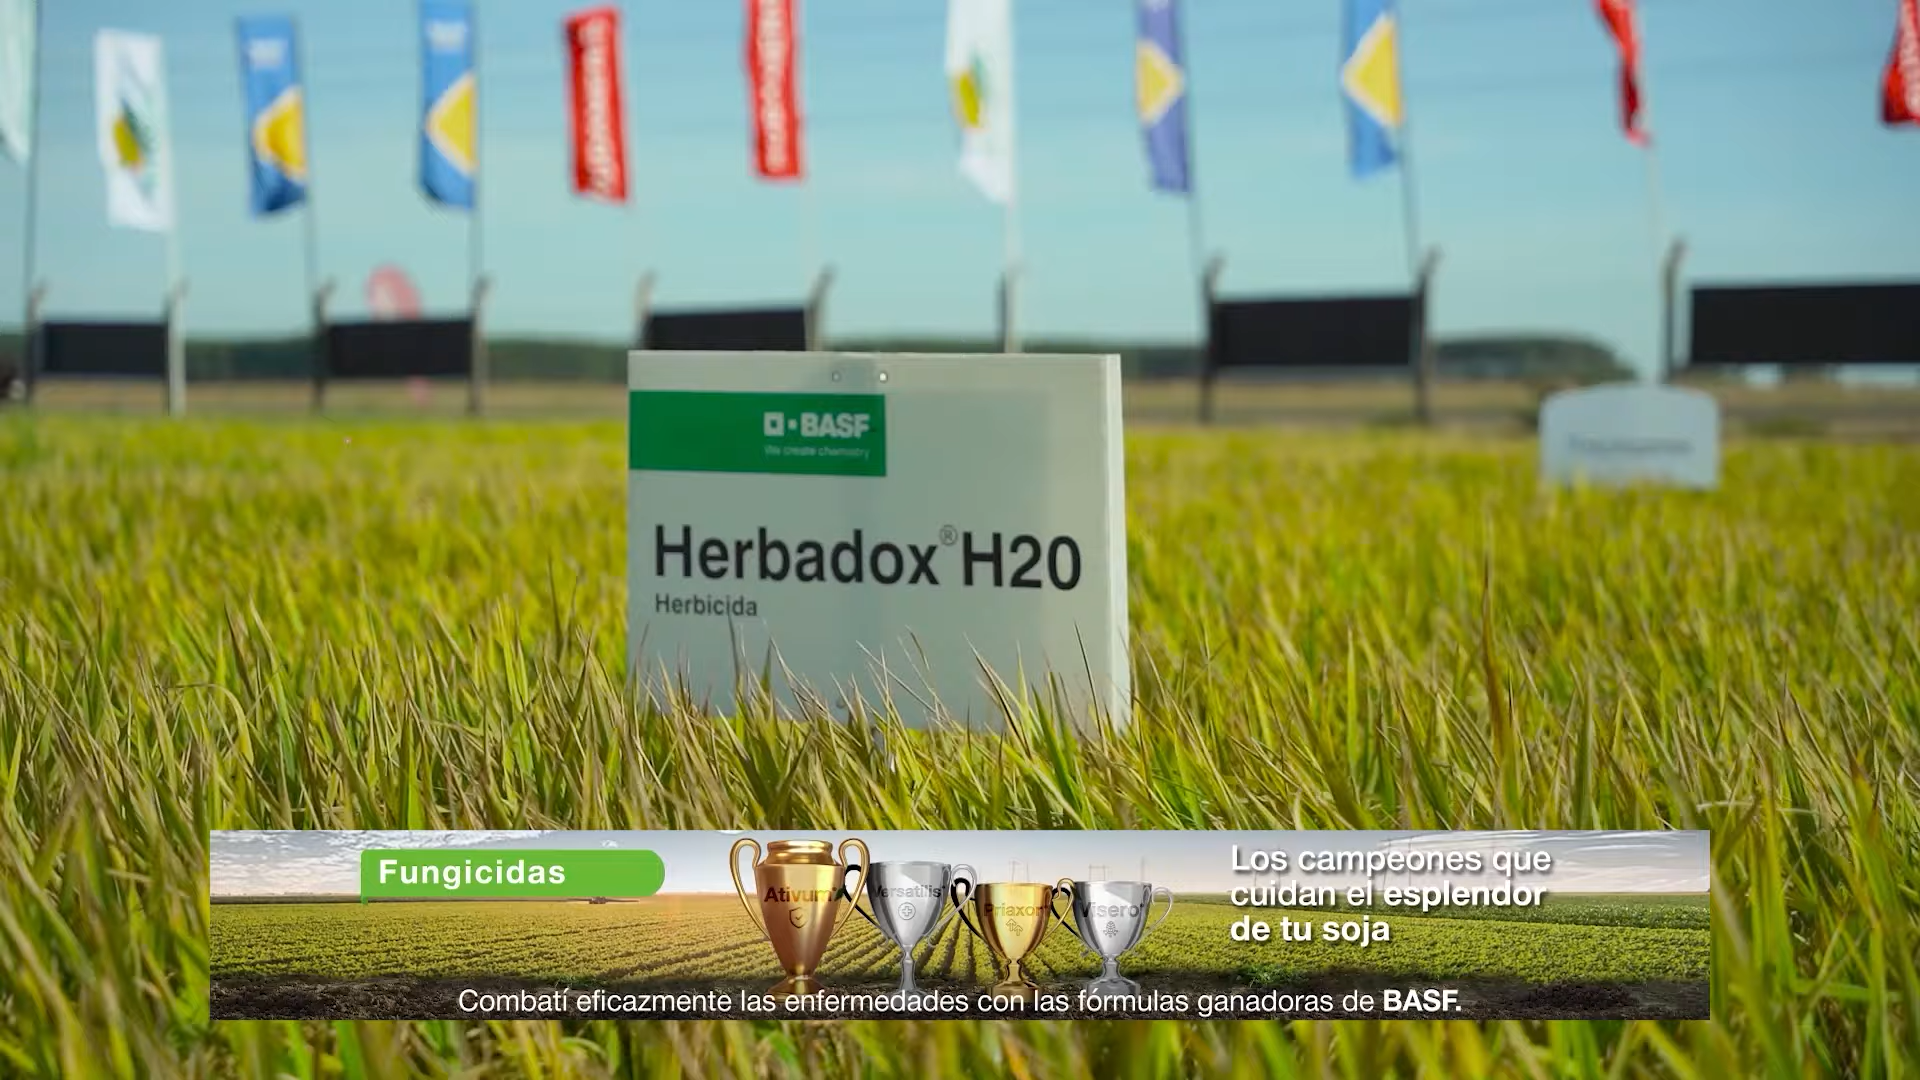 BASF
We create chemistry
Herbadox® H20
Herbicida
Fungicidas
Ativum
Versatilis
Priaxor
Visero
Los campeones que
cuidan el esplendor
de tu soja
Combatí eficazmente las enfermedades con las fórmulas ganadoras de BASF.